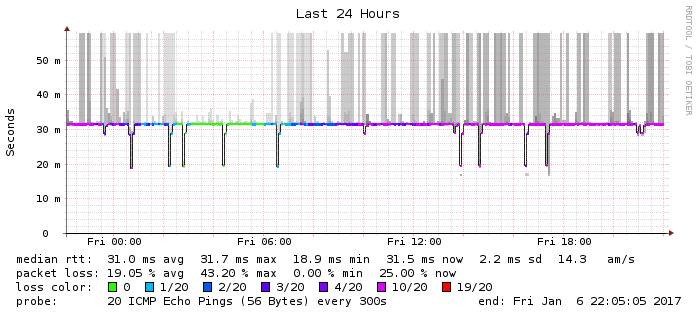 Last 24 Hours
RRDTOOL / TOBI OETIKER
Seconds
50 m
40 m
30 m
20 m
10 m
0
Fri 00:00 Fri 06:00 Fri 12:00 Fri 18:00
median rtt: 31.0 ms avg 31.7 ms max 18.9 ms min 31.5 ms now 2.2 ms sd 14.3 am/s
packet loss: 19.05 % avg 43.20 % max 0.00 % min 25.00 % now
loss color: 0 1/20 2/20 3/20 4/20 10/20 19/20
probe: 20 ICMP Echo Pings (56 Bytes) every 300s end: Fri Jan 6 22:05:05 2017